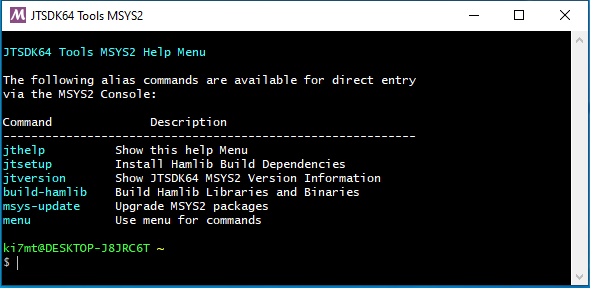 JTSDK64 Tools MSYS2
JTSDK64 Tools MSYS2 Help Menu
The following alias commands are available for direct entry
via the MSYS2 Console:
Command Description
-----------------------------------------------------------
jthelp Show this help Menu
jtsetup Install Hamlib Build Dependencies
jtversion Show JTSDK64 MSYS2 Version Information
build-hamlib Build Hamlib Libraries and Binaries
msys-update Upgrade MSYS2 packages
menu Use menu for commands
ki7mt@DESKTOP-J8JRC6T ~
$